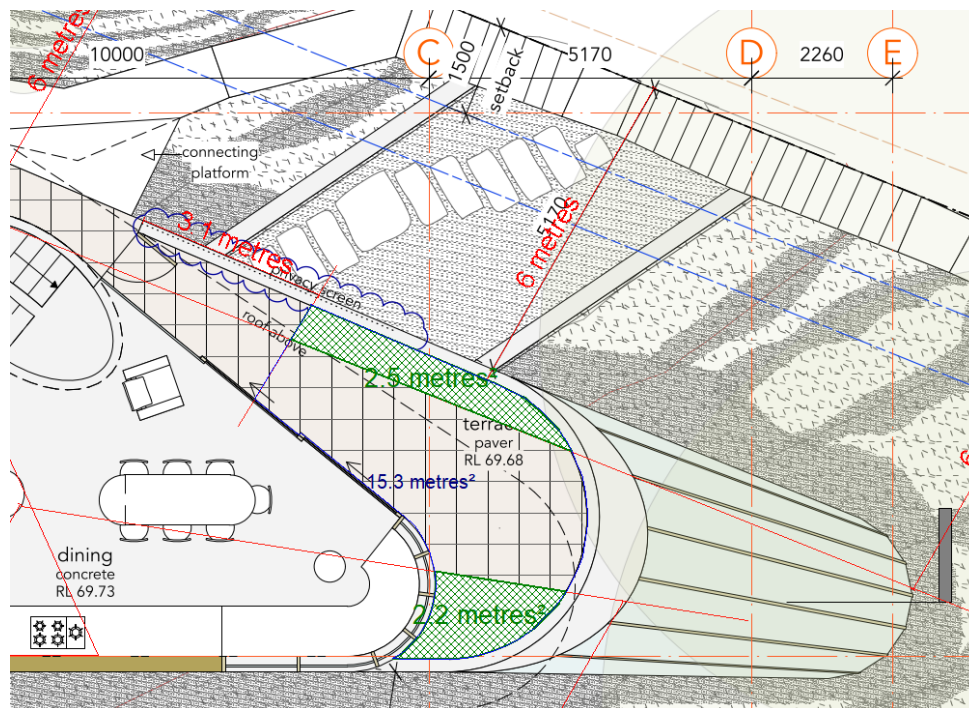 6 metres
10000
C
1500
setback
5170
D
2260
E
connecting
platform
3.1 metres
5170
6 metres
privacy screen
roof above
2.5 metres²
terrac
paver
RL 69.68
15.3 metres²
dining
concrete
RL 69.73
2.2 metres²